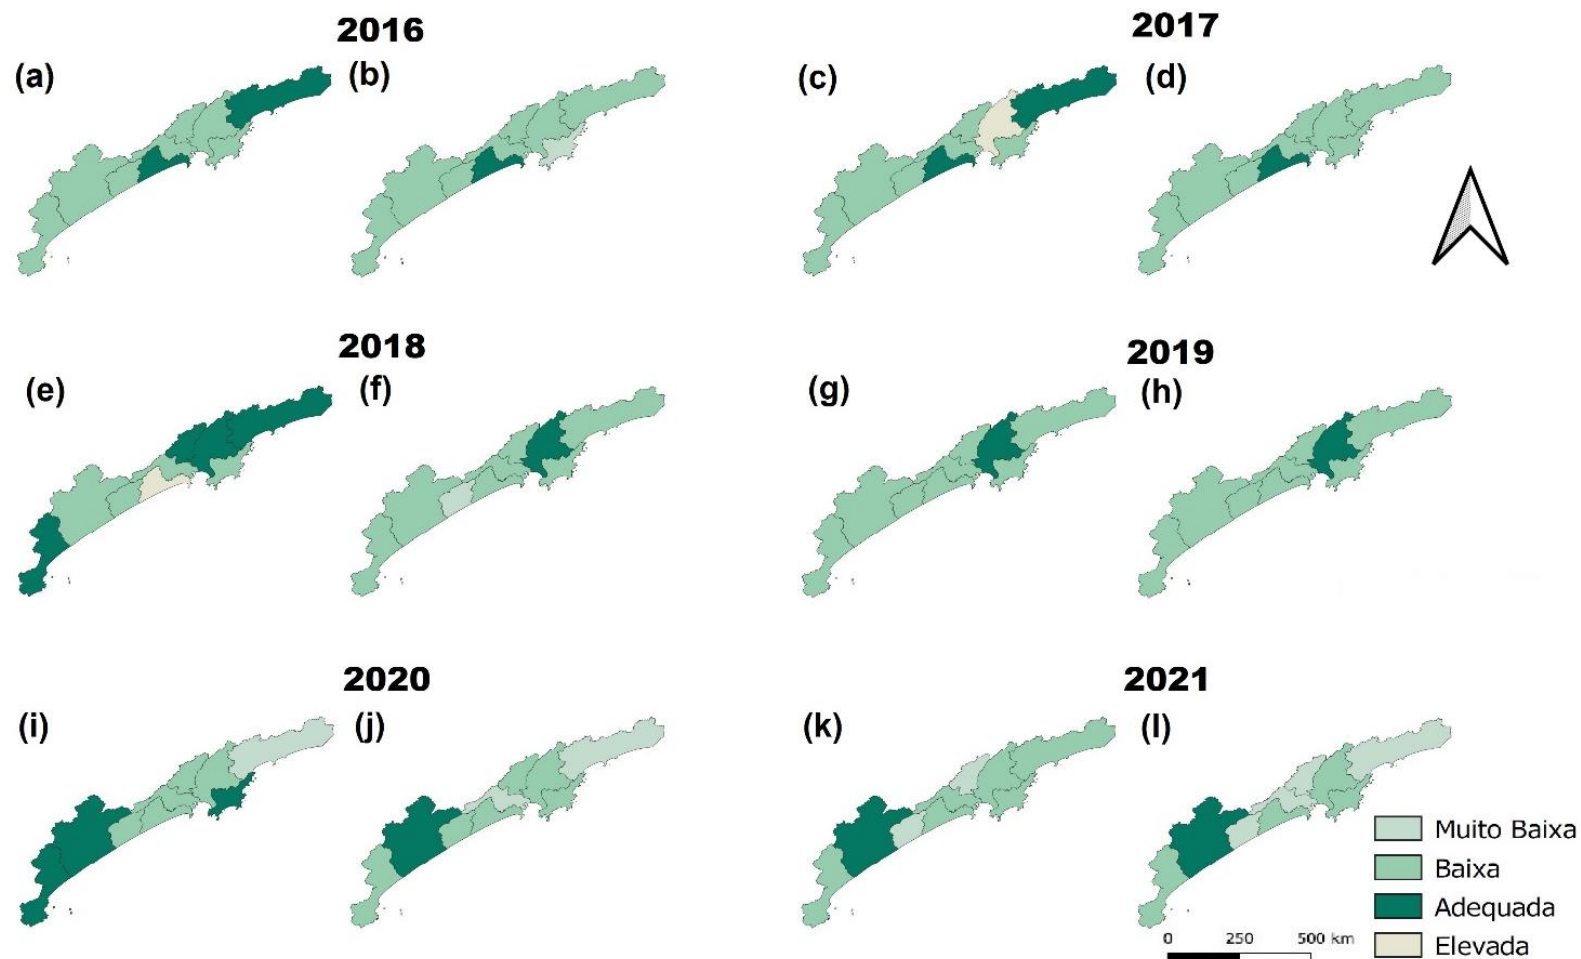 2016
2017
(a)
(b)
(c)
(d)
2018
2019
(e)
(f)
(g)
(h)
2020
2021
(i)
(j)
(k)
(l)
Muito Baixa
Baixa
Adequada
Elevada
0 250 500 km